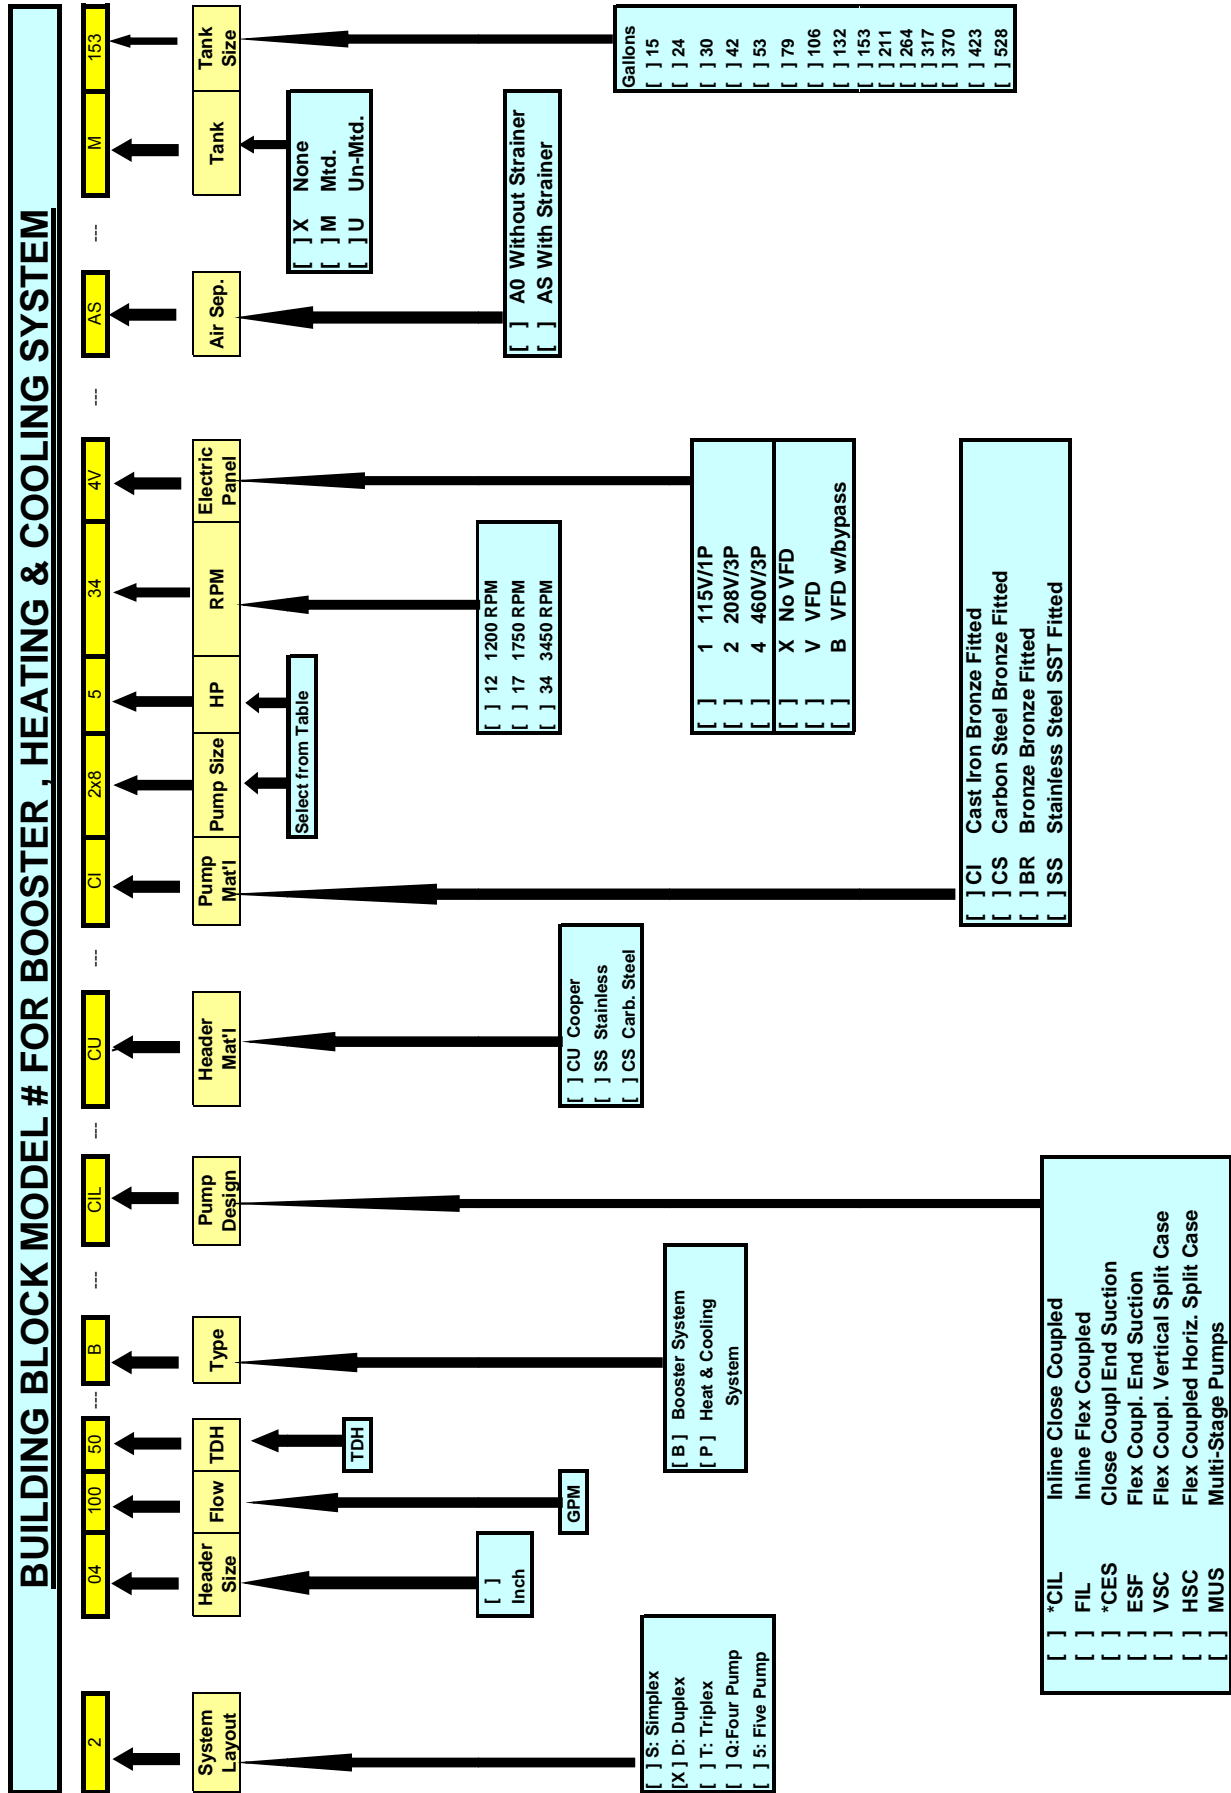 BUILDING BLOCK MODEL # FOR BOOSTER , HEATING & COOLING SYSTEM
2
04
100
50
---
B
---
CIL
---
CU
---
CI
2x8
5
34
4V
---
AS
---
M
153
System
Layout
Header
Size
Flow
TDH
Type
Pump
Design
Header
Mat'l
Pump
Mat'l
Pump Size
HP
RPM
Electric
Panel
Air Sep.
Tank
Tank
Size
[ ] S: Simplex
[X ] D: Duplex
[ ] T: Triplex
[ ] Q:Four Pump
[ ] 5: Five Pump
[ ]
Inch
GPM
TDH
[ B ] Booster System
[ P ] Heat & Cooling
System
[ ] *CIL Inline Close Coupled
[ ] FIL Inline Flex Coupled
[ ] *CES Close Coupl End Suction
[ ] ESF Flex Coupl. End Suction
[ ] VSC Flex Coupl. Vertical Split Case
[ ] HSC Flex Coupled Horiz. Split Case
[ ] MUS Multi-Stage Pumps
[ ] CU Cooper
[ ] SS Stainless
[ ] CS Carb. Steel
[ ] CI Cast Iron Bronze Fitted
[ ] CS Carbon Steel Bronze Fitted
[ ] BR Bronze Bronze Fitted
[ ] SS Stainless Steel SST Fitted
Select from Table
[ ] 12 1200 RPM
[ ] 17 1750 RPM
[ ] 34 3450 RPM
[ ] 1 115V/1P
[ ] 2 208V/3P
[ ] 4 460V/3P
[ ] X No VFD
[ ] V VFD
[ ] B VFD w/bypass
[ ] A0 Without Strainer
[ ] AS With Strainer
[ ] X None
[ ] M Mtd.
[ ] U Un-Mtd.
Gallons
[ ] 15
[ ] 24
[ ] 30
[ ] 42
[ ] 53
[ ] 79
[ ] 106
[ ] 132
[ ] 153
[ ] 211
[ ] 264
[ ] 317
[ ] 370
[ ] 423
[ ] 528